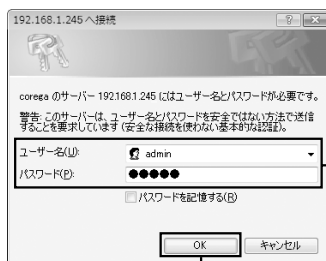 192.168.1.245 へ接続
corega のサーバー 192.168.1.245 にはユーザー名とパスワードが必要です。
警告: このサーバーは、ユーザー名とパスワードを安全ではない方法で送信
することを要求しています (安全な接続を使わない基本的な認証)。
ユーザー名(U):
admin
パスワード(P):
●●●●●
パスワードを記憶する(R)
OK
キャンセル